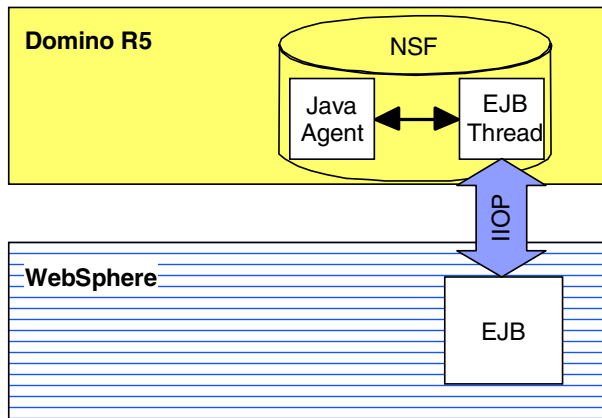 Domino R5
NSF
Java
Agent
EJB
Thread
IIOP
WebSphere
EJB